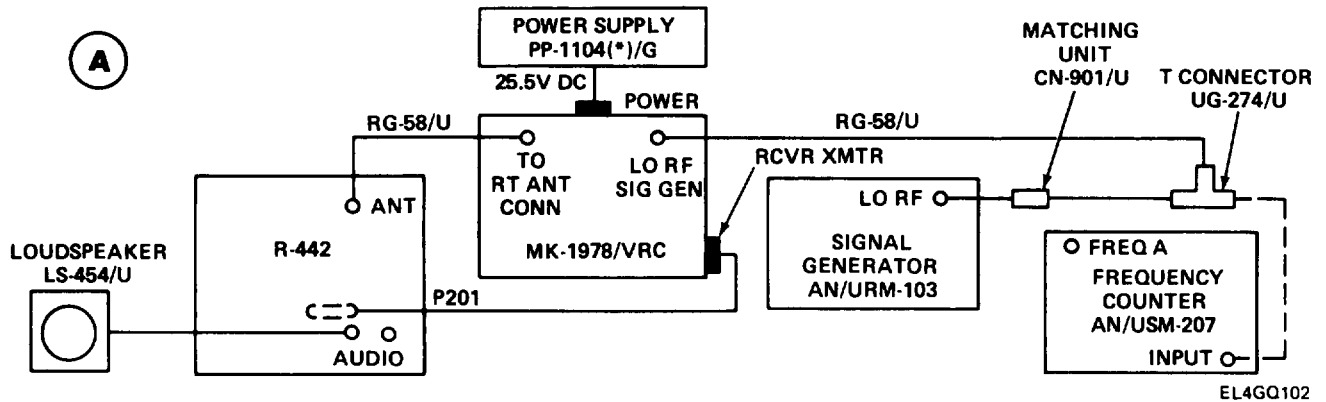 A
POWER SUPPLY
PP-1104(*)/G
25.5V DC
POWER
MATCHING
UNIT
CN-901/U
T CONNECTOR
UG-274/U
RG-58/U
RG-58/U
TO
RT ANT
CONN
LO RF
SIG GEN
RCVR XMTR
MK-1978/VRC
ANT
R-442
LOUDSPEAKER
LS-454/U
P201
AUDIO
LO RF
SIGNAL
GENERATOR
AN/URM-103
FREQ A
FREQUENCY
COUNTER
AN/USM-207
INPUT
EL4GQ102